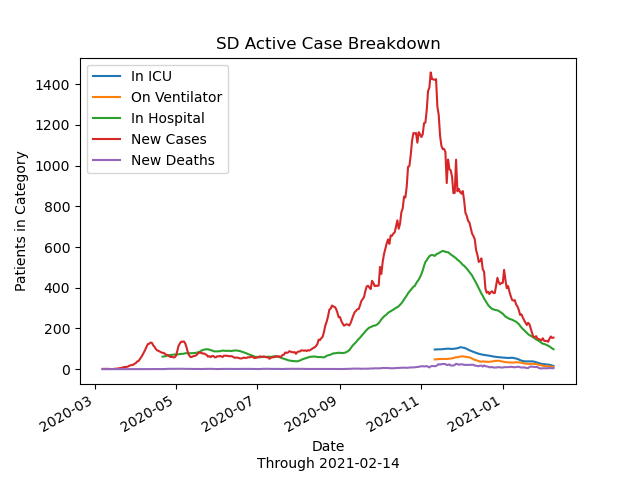 SD Active Case Breakdown
In ICU
On Ventilator
In Hospital
New Cases
New Deaths
Patients in Category
1400
1200
1000
800
600
400
200
0
2020-03
2020-05
2020-07
2020-09
2020-11
2021-01
Date
Through 2021-02-14